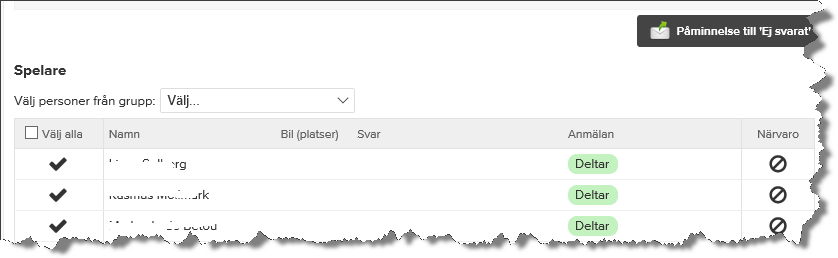 Påminnelse till 'Ej svarat'
Spelare
Välj personer från grupp: Välj...
Välj alla Namn Bil (platser) Svar Anmälan Närvaro
Deltar
Deltar
Deltar